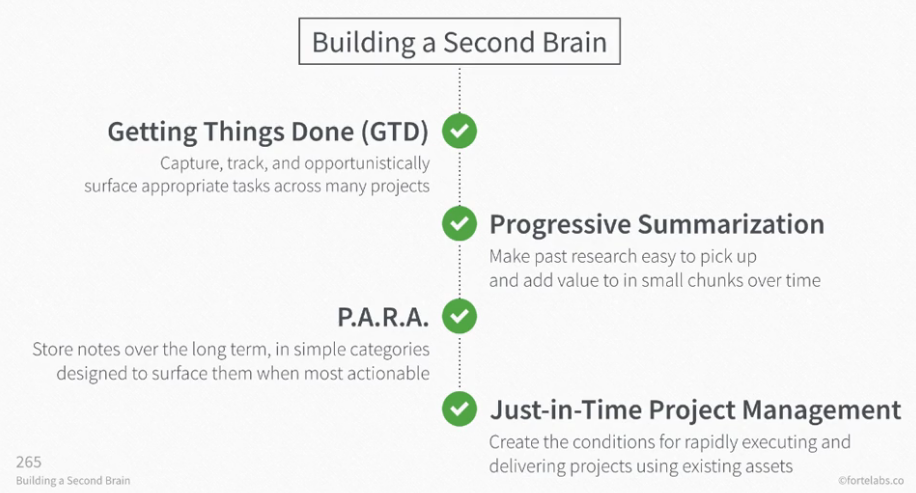 Building a Second Brain
Getting Things Done (GTD)
Capture, track, and opportunistically
surface appropriate tasks across many projects
Progressive Summarization
Make past research easy to pick up
and add value to in small chunks over time
P.A.R.A.
Store notes over the long term, in simple categories
designed to surface them when most actionable
Just-in-Time Project Management
Create the conditions for rapidly executing and
delivering projects using existing assets
265
Building a Second Brain
©fortelabs.co